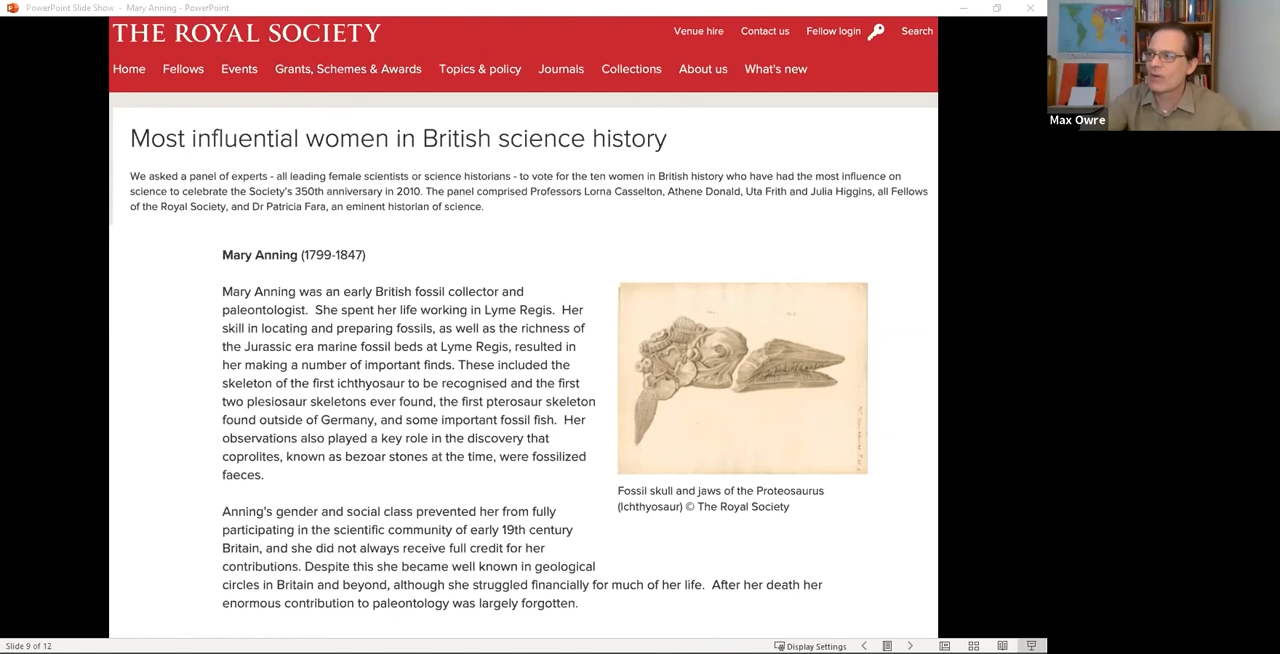 PowerPoint Slide Show - Mary Anning - PowerPoint
THE ROYAL SOCIETY
Venue hire Contact us Fellow login Search
Home Fellows Events Grants, Schemes & Awards Topics & policy Journals Collections About us What's new
Max Owre
Most influential women in British science history
We asked a panel of experts - all leading female scientists or science historians - to vote for the ten women in British history who have had the most influence on
science to celebrate the Society's 350th anniversary in 2010. The panel comprised Professors Lorna Casselton, Athene Donald, Uta Frith and Julia Higgins, all Fellows
of the Royal Society, and Dr Patricia Fara, an eminent historian of science.
Mary Anning (1799-1847)
Mary Anning was an early British fossil collector and
paleontologist. She spent her life working in Lyme Regis. Her
skill in locating and preparing fossils, as well as the richness of
the Jurassic era marine fossil beds at Lyme Regis, resulted in
her making a number of important finds. These included the
skeleton of the first ichthyosaur to be recognised and the first
two plesiosaur skeletons ever found, the first pterosaur skeleton
found outside of Germany, and some important fossil fish. Her
observations also played a key role in the discovery that
coprolites, known as bezoar stones at the time, were fossilized
faeces.
Fossil skull and jaws of the Proteosaurus
(Ichthyosaur) © The Royal Society
Anning's gender and social class prevented her from fully
participating in the scientific community of early 19th century
Britain, and she did not always receive full credit for her
contributions. Despite this she became well known in geological
circles in Britain and beyond, although she struggled financially for much of her life. After her death her
enormous contribution to paleontology was largely forgotten.
Slide 9 of 12
Display Settings